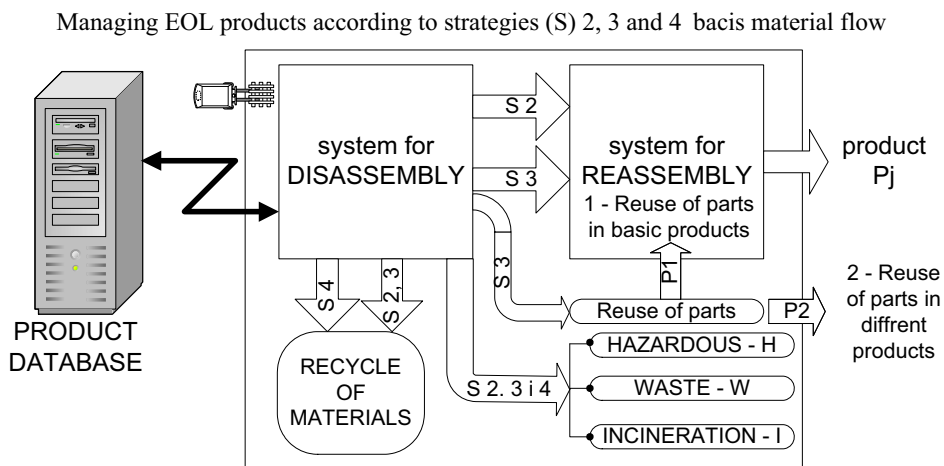 Managing EOL products according to strategies (S) 2, 3 and 4 bacis material flow
system for
DISASSEMBLY
S 2
S 3
system for
REASSEMBLY
1 - Reuse of parts
in basic products
product
Pj
S 4
S 2, 3
S 3
P1
Reuse of parts
P2
2 - Reuse
of parts in
diffrent
products
PRODUCT
DATABASE
RECYCLE
OF
MATERIALS
S 2. 3 i 4
HAZARDOUS - H
WASTE - W
INCINERATION - I